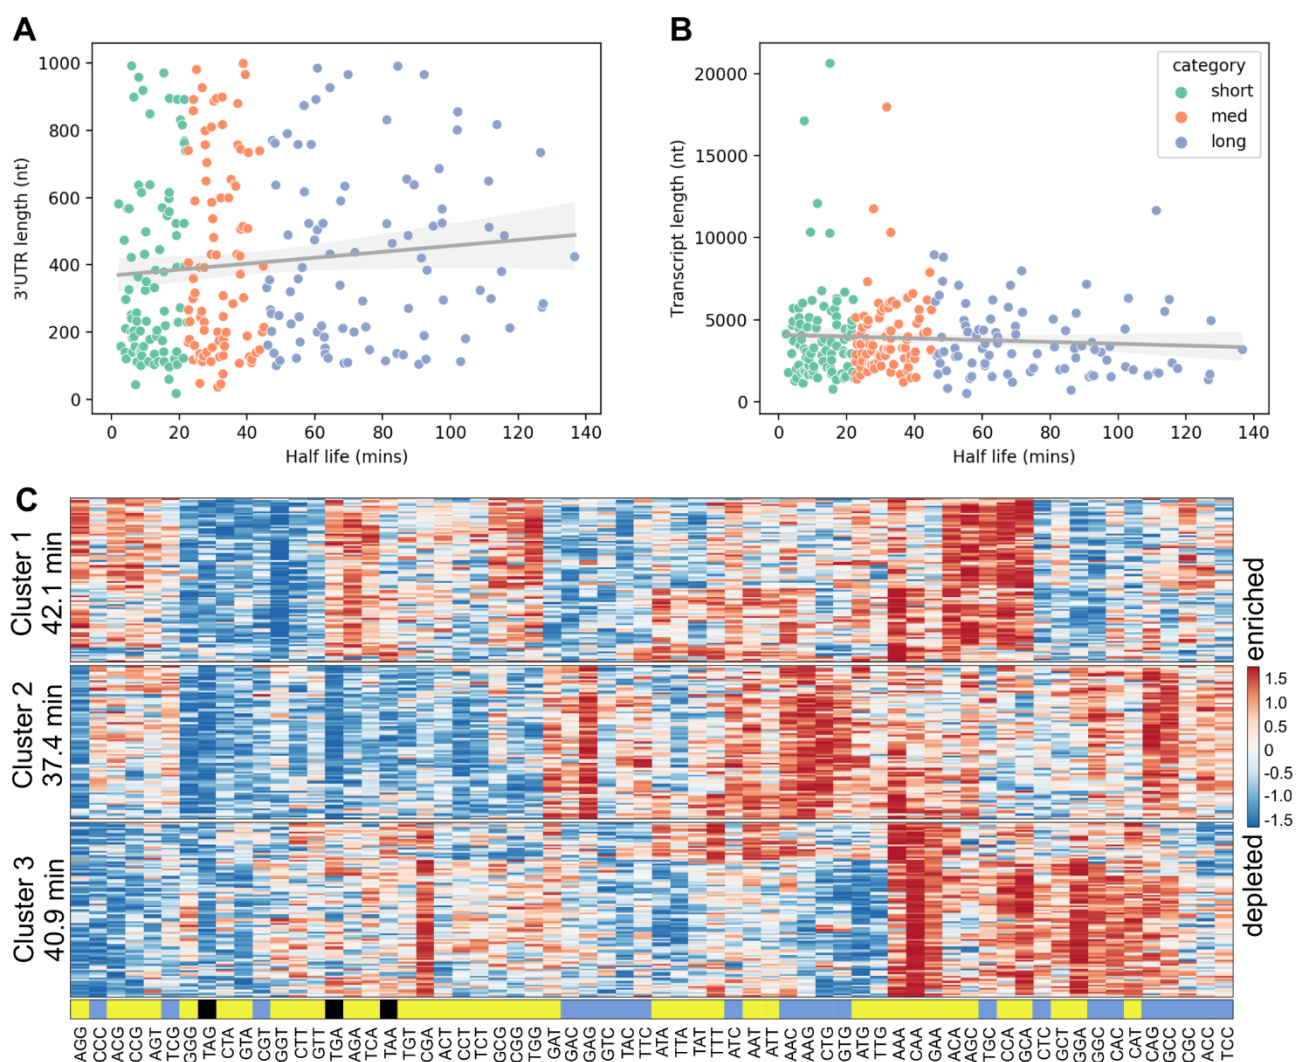 A
1000
800
600
400
200
0
3'UTR length (nt)
0 20 40 60 80 100 120 140
Half life (mins)
B
20000
15000
10000
5000
0
Transcript length (nt)
category
short
med
long
0 20 40 60 80 100 120 140
Half life (mins)
C
Cluster 1
42.1 min
Cluster 2
37.4 min
Cluster 3
40.9 min
enriched
1.5
1.0
0.5
0
-0.5
-1.0
-1.5
depleted
AGG CCC ACG CCG AGT TCG GGG TAG CTA GTA CGT GGT CTT GTT TGA AGA TCA TAA TGT CGA ACT CCT TCT GCG CGG TGG GAT GAC GAG GTC TAC TTC ATA TTA TAT TTT ATC AAT ATT AAC AAG CTG GTG ATG TTG AAA CAA GAA ACA AGC TGC CCA GCA CTC GCT GGA GGC CAC CAT CAG GCC CGC ACC TCC